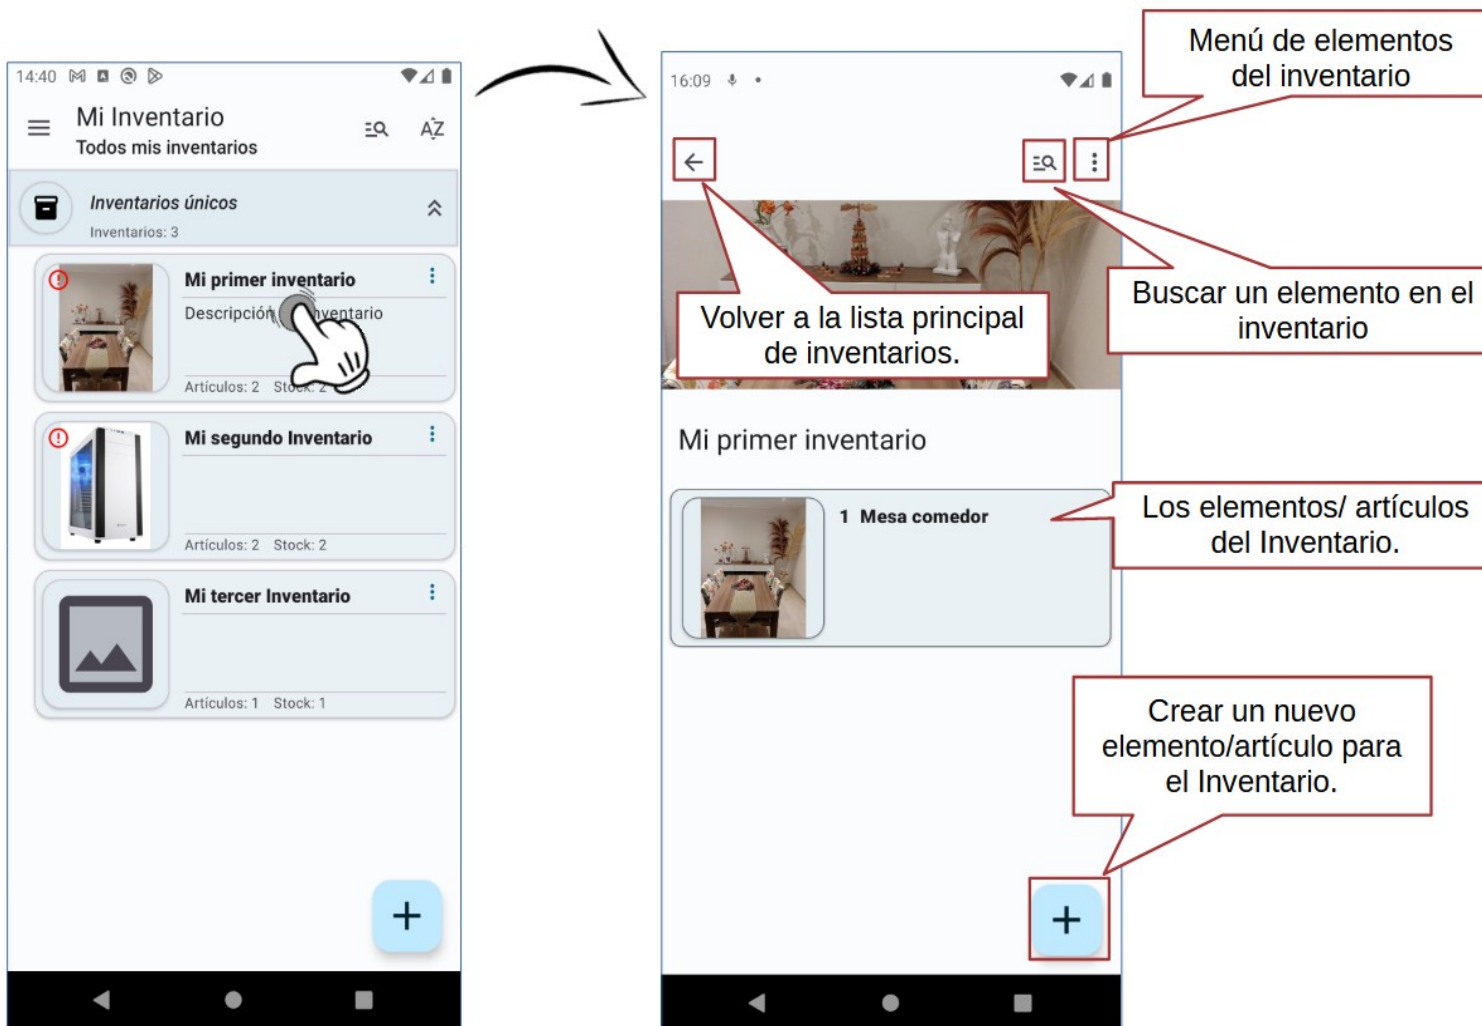 14:40
Mi Inventario
Todos mis inventarios
AZ
Inventarios únicos
Inventarios: 3
Mi primer inventario
Descripción
Artículos: 2 Stock: 2
Mi segundo Inventario
Artículos: 2 Stock: 2
Mi tercer Inventario
Artículos: 1 Stock: 1
16:09
Menú de elementos
del inventario
Volver a la lista principal
de inventarios.
Buscar un elemento en el
inventario
Mi primer inventario
1 Mesa comedor
Los elementos/ artículos
del Inventario.
Crear un nuevo
elemento/artículo para
el Inventario.